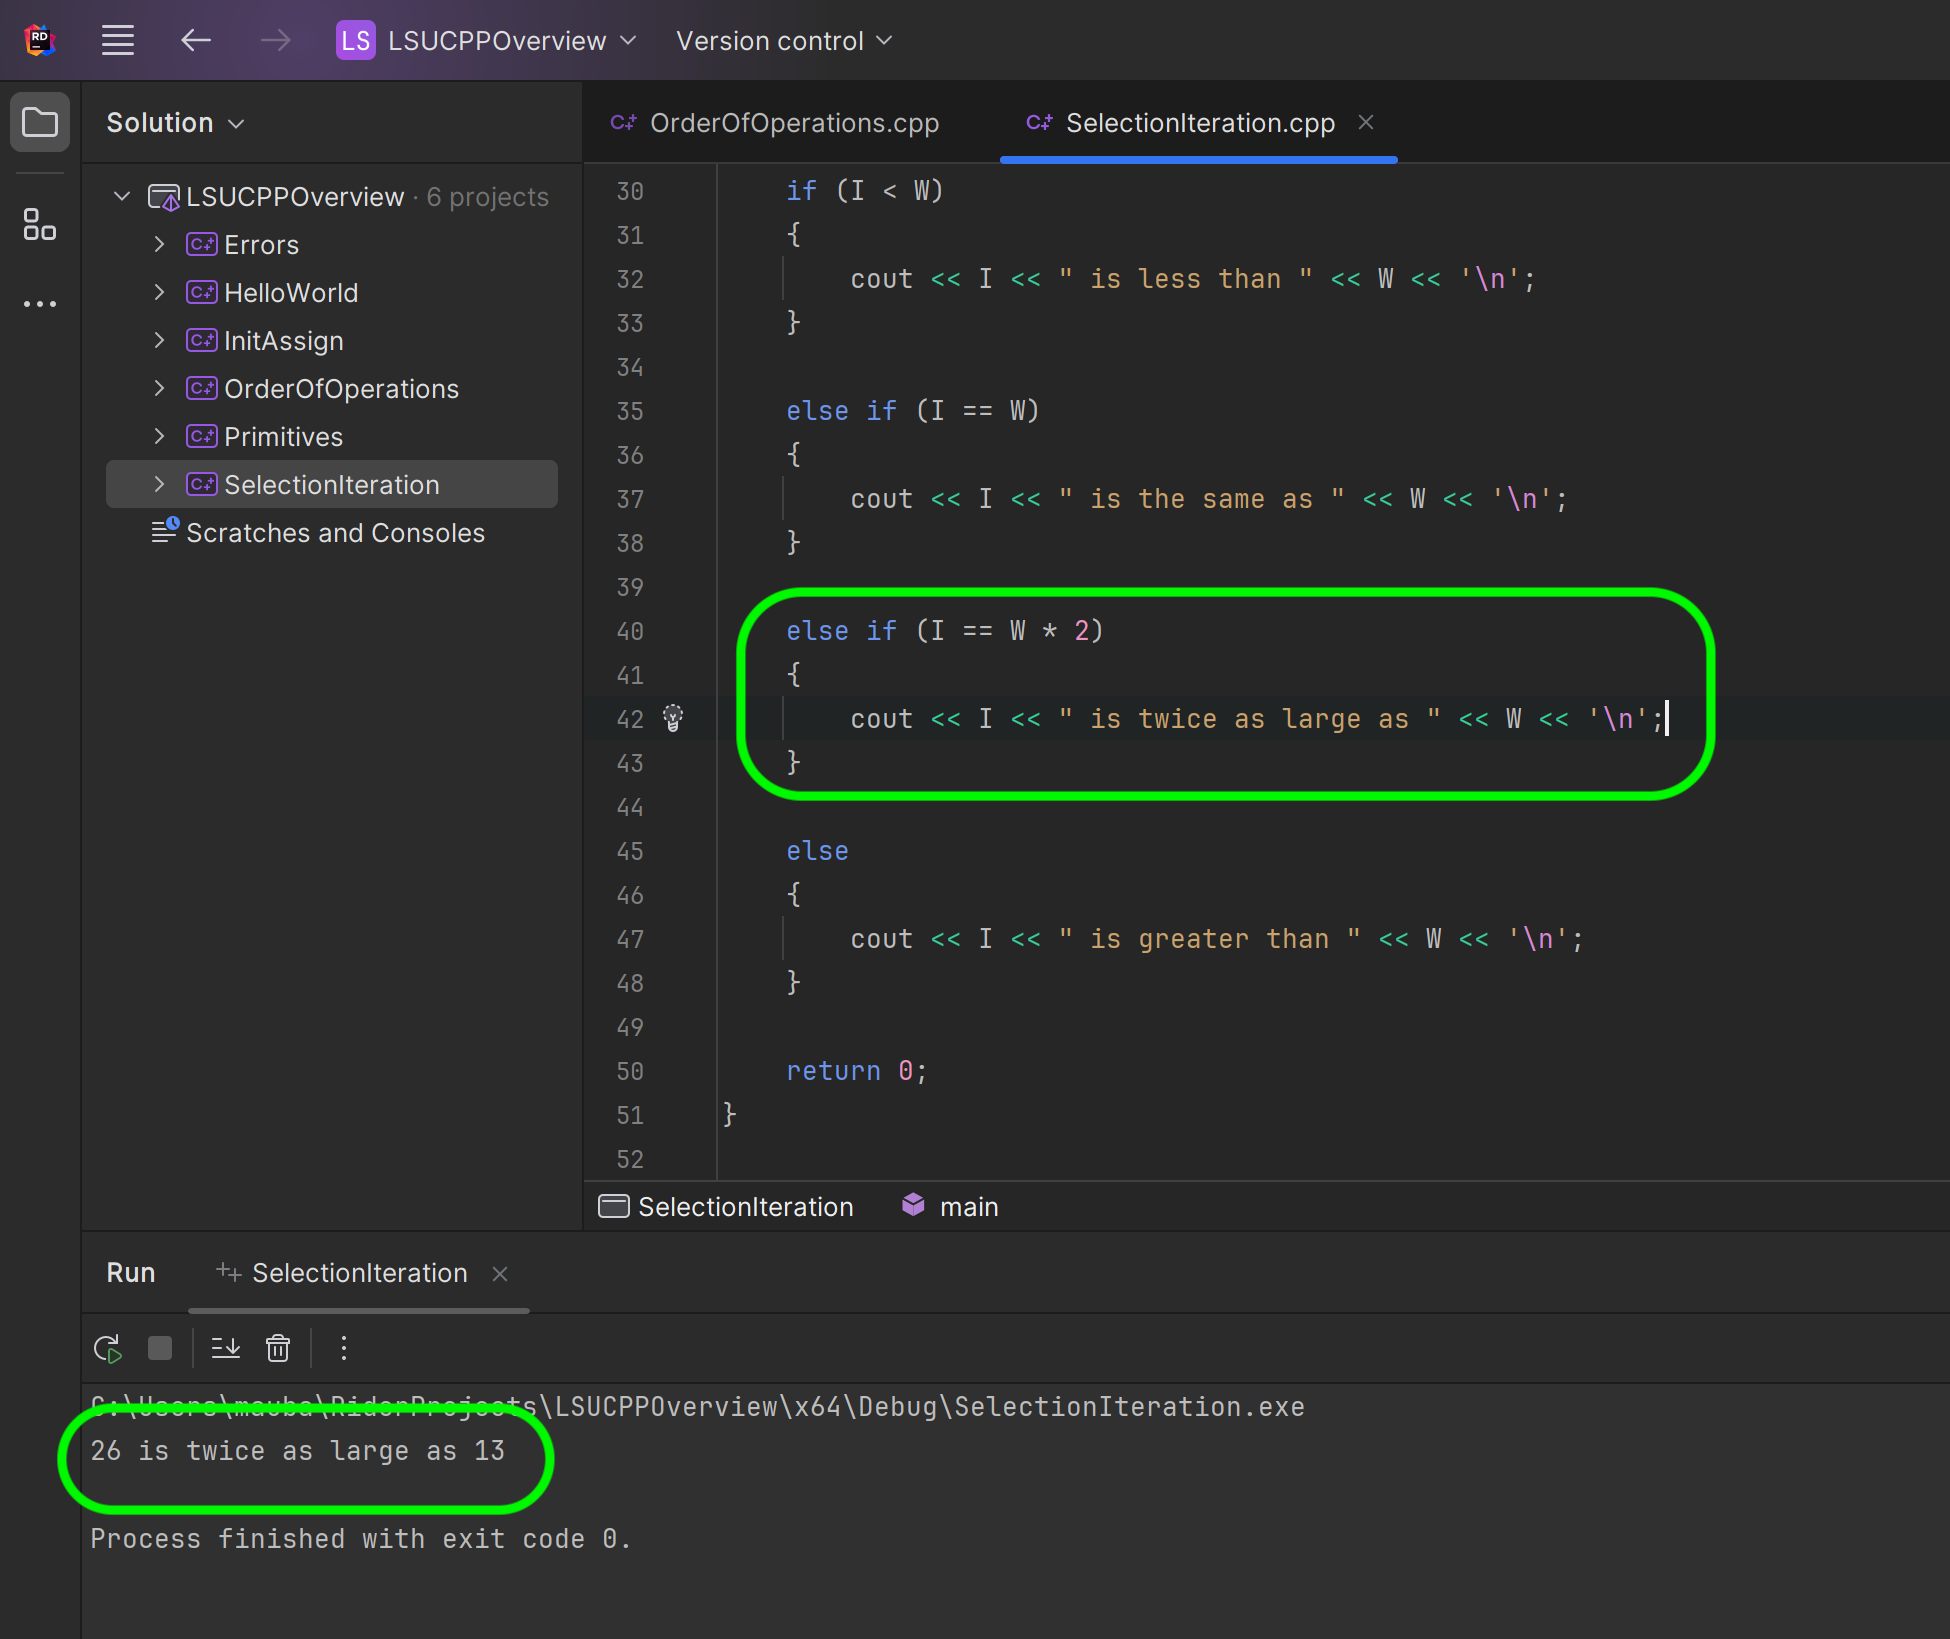 RD
LS LSUCPPOverview Version control
Solution
OrderOfOperations.cpp
SelectionIteration.cpp
LSUCPPOverview · 6 projects
Errors
HelloWorld
InitAssign
OrderOfOperations
Primitives
SelectionIteration
Scratches and Consoles
30 if (I < W)
31 {
32 cout << I << " is less than " << W << '\n';
33 }
34
35 else if (I == W)
36 {
37 cout << I << " is the same as " << W << '\n';
38 }
39
40 else if (I == W * 2)
41 {
42 cout << I << " is twice as large as " << W << '\n';
43 }
44
45 else
46 {
47 cout << I << " is greater than " << W << '\n';
48 }
49
50 return 0;
51 }
52
SelectionIteration main
Run SelectionIteration
C:\Users\mauba\RiderProjects\LSUCPPOverview\x64\Debug\SelectionIteration.exe
26 is twice as large as 13
Process finished with exit code 0.